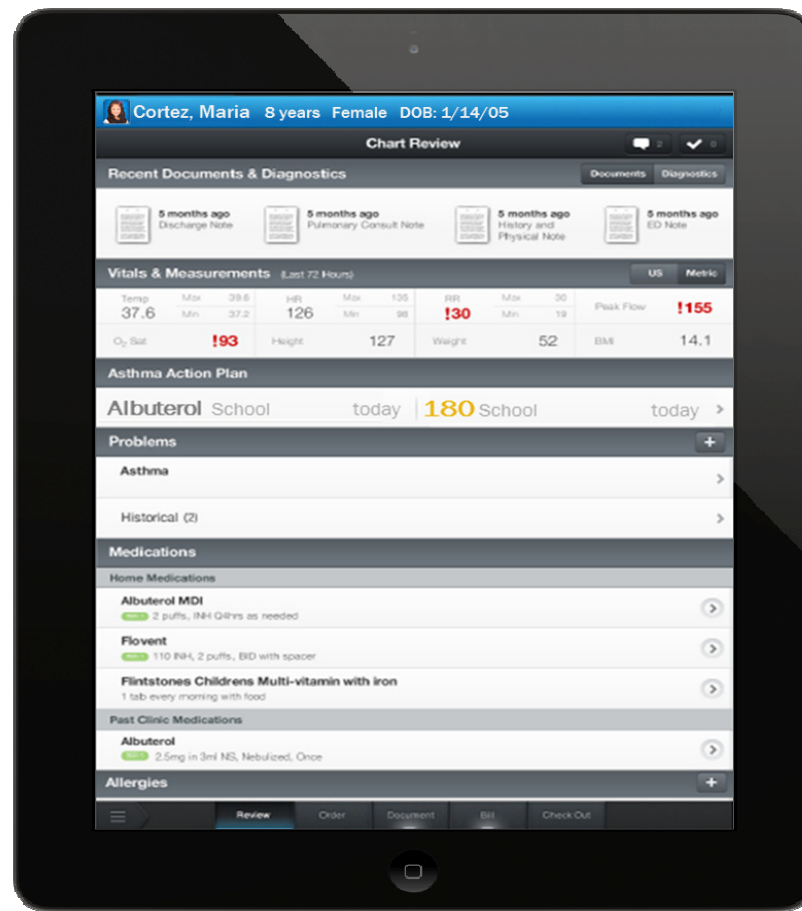 Cortez, Maria 8 years Female DOB: 1/14/05
Chart Review 2 0
Recent Documents & Diagnostics Documents Diagnostics
5 months ago 5 months ago 5 months ago 5 months ago
Discharge Note Pulmonary Consult Note History and ED Note
Physical Note
Vitals & Measurements (Last 72 Hours) US Metric
Temp Max 39.6 HR Max 135 RR Max 30 Peak Flow !155
37.6 Min 37.2 126 Min 98 !30 Min 19
O₂ Sat !93 Height 127 Weight 52 BMI 14.1
Asthma Action Plan
Albuterol School today 180 School today
Problems +
Asthma
Historical (2)
Medications
Home Medications
Albuterol MDI
2 puffs, INH Q4hrs as needed
Flovent
110 INH, 2 puffs, BID with spacer
Flintstones Childrens Multi-vitamin with iron
1 tab every morning with food
Past Clinic Medications
Albuterol
2.5mg in 3ml NS, Nebulized, Once
Allergies +
Review Order Document Bill Check Out